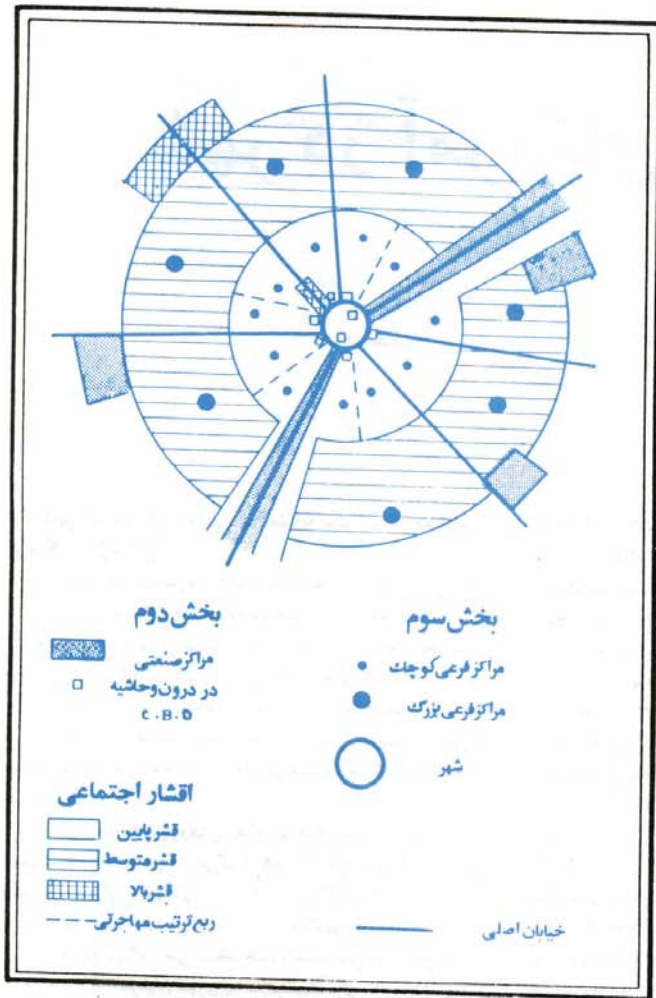 بخش سوم
مراکز فرعی کوچک
مراکز فرعی بزرگ
شهر
بخش دوم
مراکز صنعتی
در درون و حاشیه
C.B.D
اقشار اجتماعی
قشر پایین
قشر متوسط
قشر بالا
ربع ترتیب مهاجرتی
خیابان اصلی